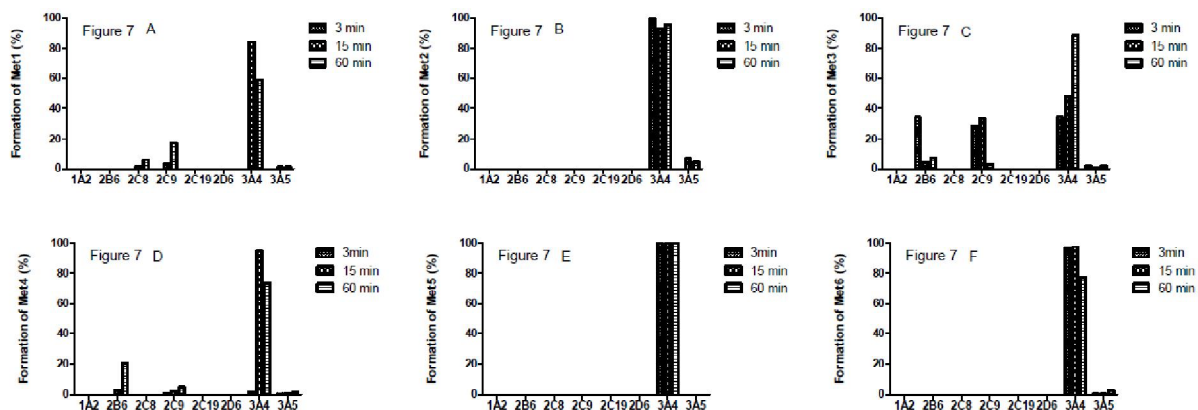 Figure 7 A
Formation of Met1 (%)
100
80
60
40
20
0
3 min
15 min
60 min
1A2 2B6 2C8 2C9 2C19 2D6 3A4 3A5
Figure 7 B
Formation of Met2 (%)
100
80
60
40
20
0
3 min
15 min
60 min
1A2 2B6 2C8 2C9 2C19 2D6 3A4 3A5
Figure 7 C
Formation of Met3 (%)
100
80
60
40
20
0
3 min
15 min
60 min
1A2 2B6 2C8 2C9 2C19 2D6 3A4 3A5
Figure 7 D
Formation of Met4 (%)
100
80
60
40
20
0
3min
15 min
60 min
1A2 2B6 2C8 2C9 2C19 2D6 3A4 3A5
Figure 7 E
Formation of Met5 (%)
100
80
60
40
20
0
3min
15 min
60 min
1A2 2B6 2C8 2C9 2C19 2D6 3A4 3A5
Figure 7 F
Formation of Met6 (%)
100
80
60
40
20
0
3 min
15 min
60 min
1A2 2B6 2C8 2C9 2C19 2D6 3A4 3A5